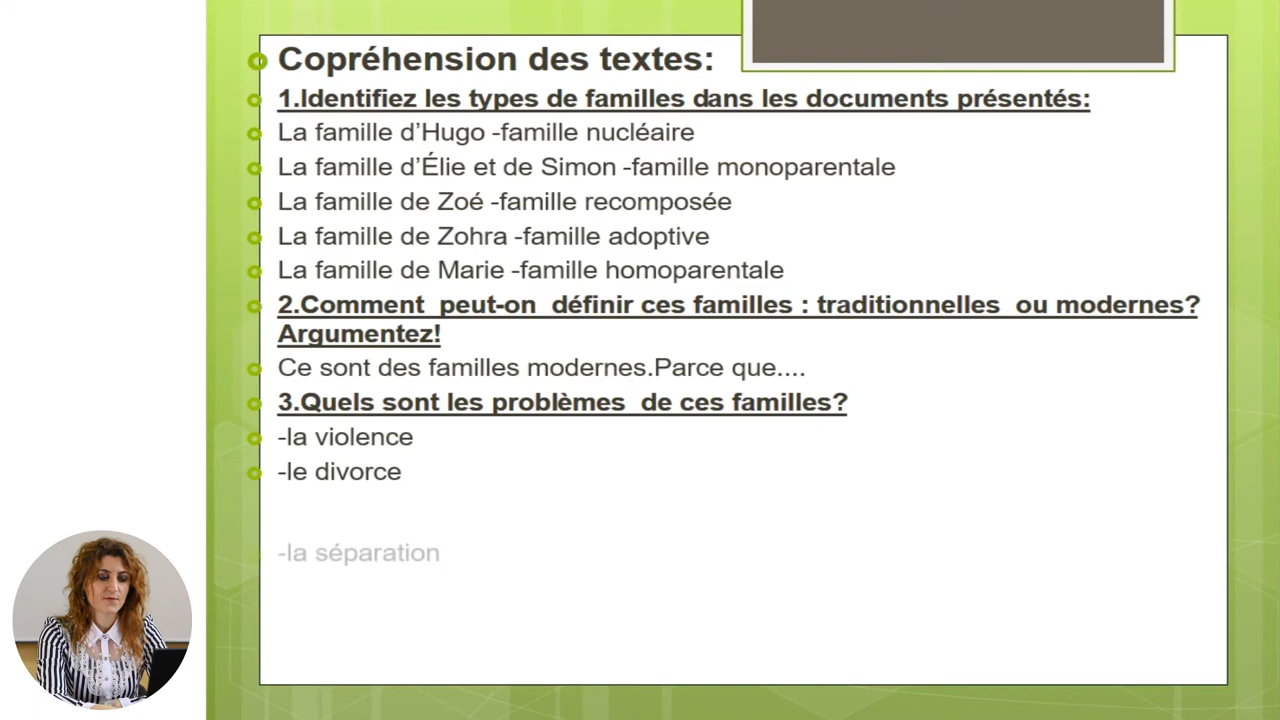 Copréhension des textes:
1.Identifiez les types de familles dans les documents présentés:
La famille d’Hugo -famille nucléaire
La famille d’Élie et de Simon -famille monoparentale
La famille de Zoé -famille recomposée
La famille de Zohra -famille adoptive
La famille de Marie -famille homoparentale
2.Comment peut-on définir ces familles : traditionnelles ou modernes?
Argumentez!
Ce sont des familles modernes.Parce que....
3.Quels sont les problèmes de ces familles?
-la violence
-le divorce
-la séparation